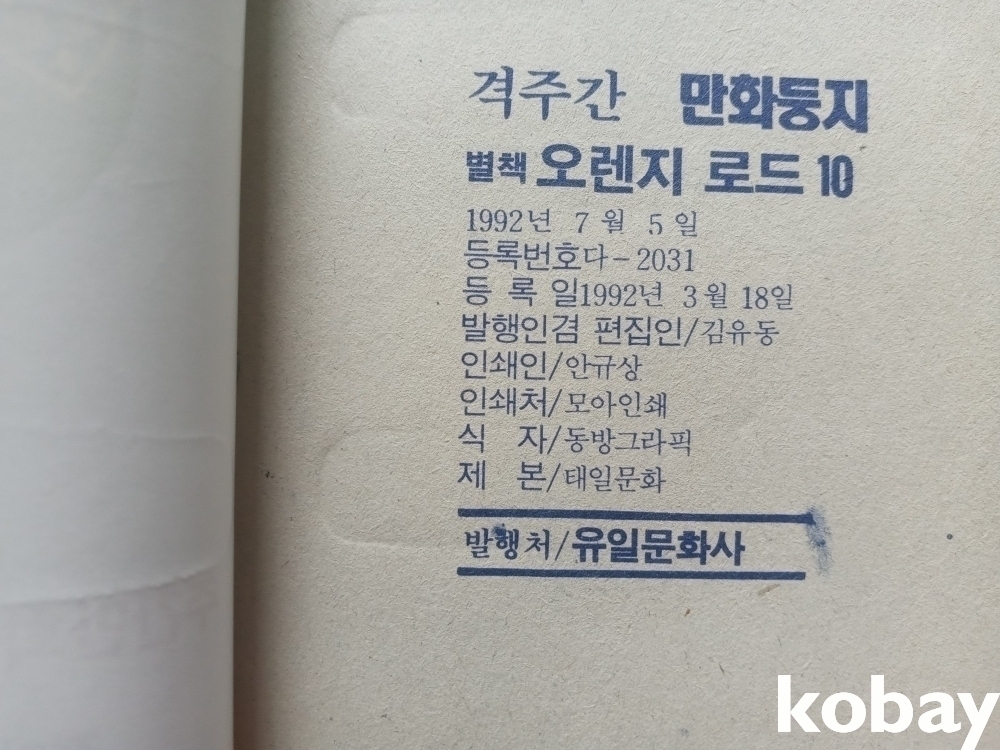 격주간 만화둥지
별책 오렌지 로드 10
1992년 7 월 5 일
등록번호다-2031
등 록 일1992년 3월 18일
발행인겸 편집인/김유동
인쇄인/안규상
인쇄처/모아인쇄
식 자/동방그라픽
제 본/태일문화
발행처/유일문화사
kobay